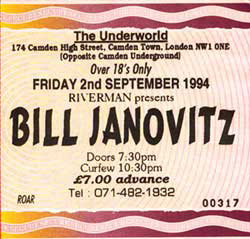 The Underworld
174 Camden High Street, Camden Town, London NW1 0NE
(Opposite Camden Underground)
Over 18's Only
FRIDAY 2nd SEPTEMBER 1994
RIVERMAN presents
BILL JANOVITZ
Doors 7:30pm
Curfew 10:30pm
£7.00 advance
Tel : 071-482-1932
ROAR
00317